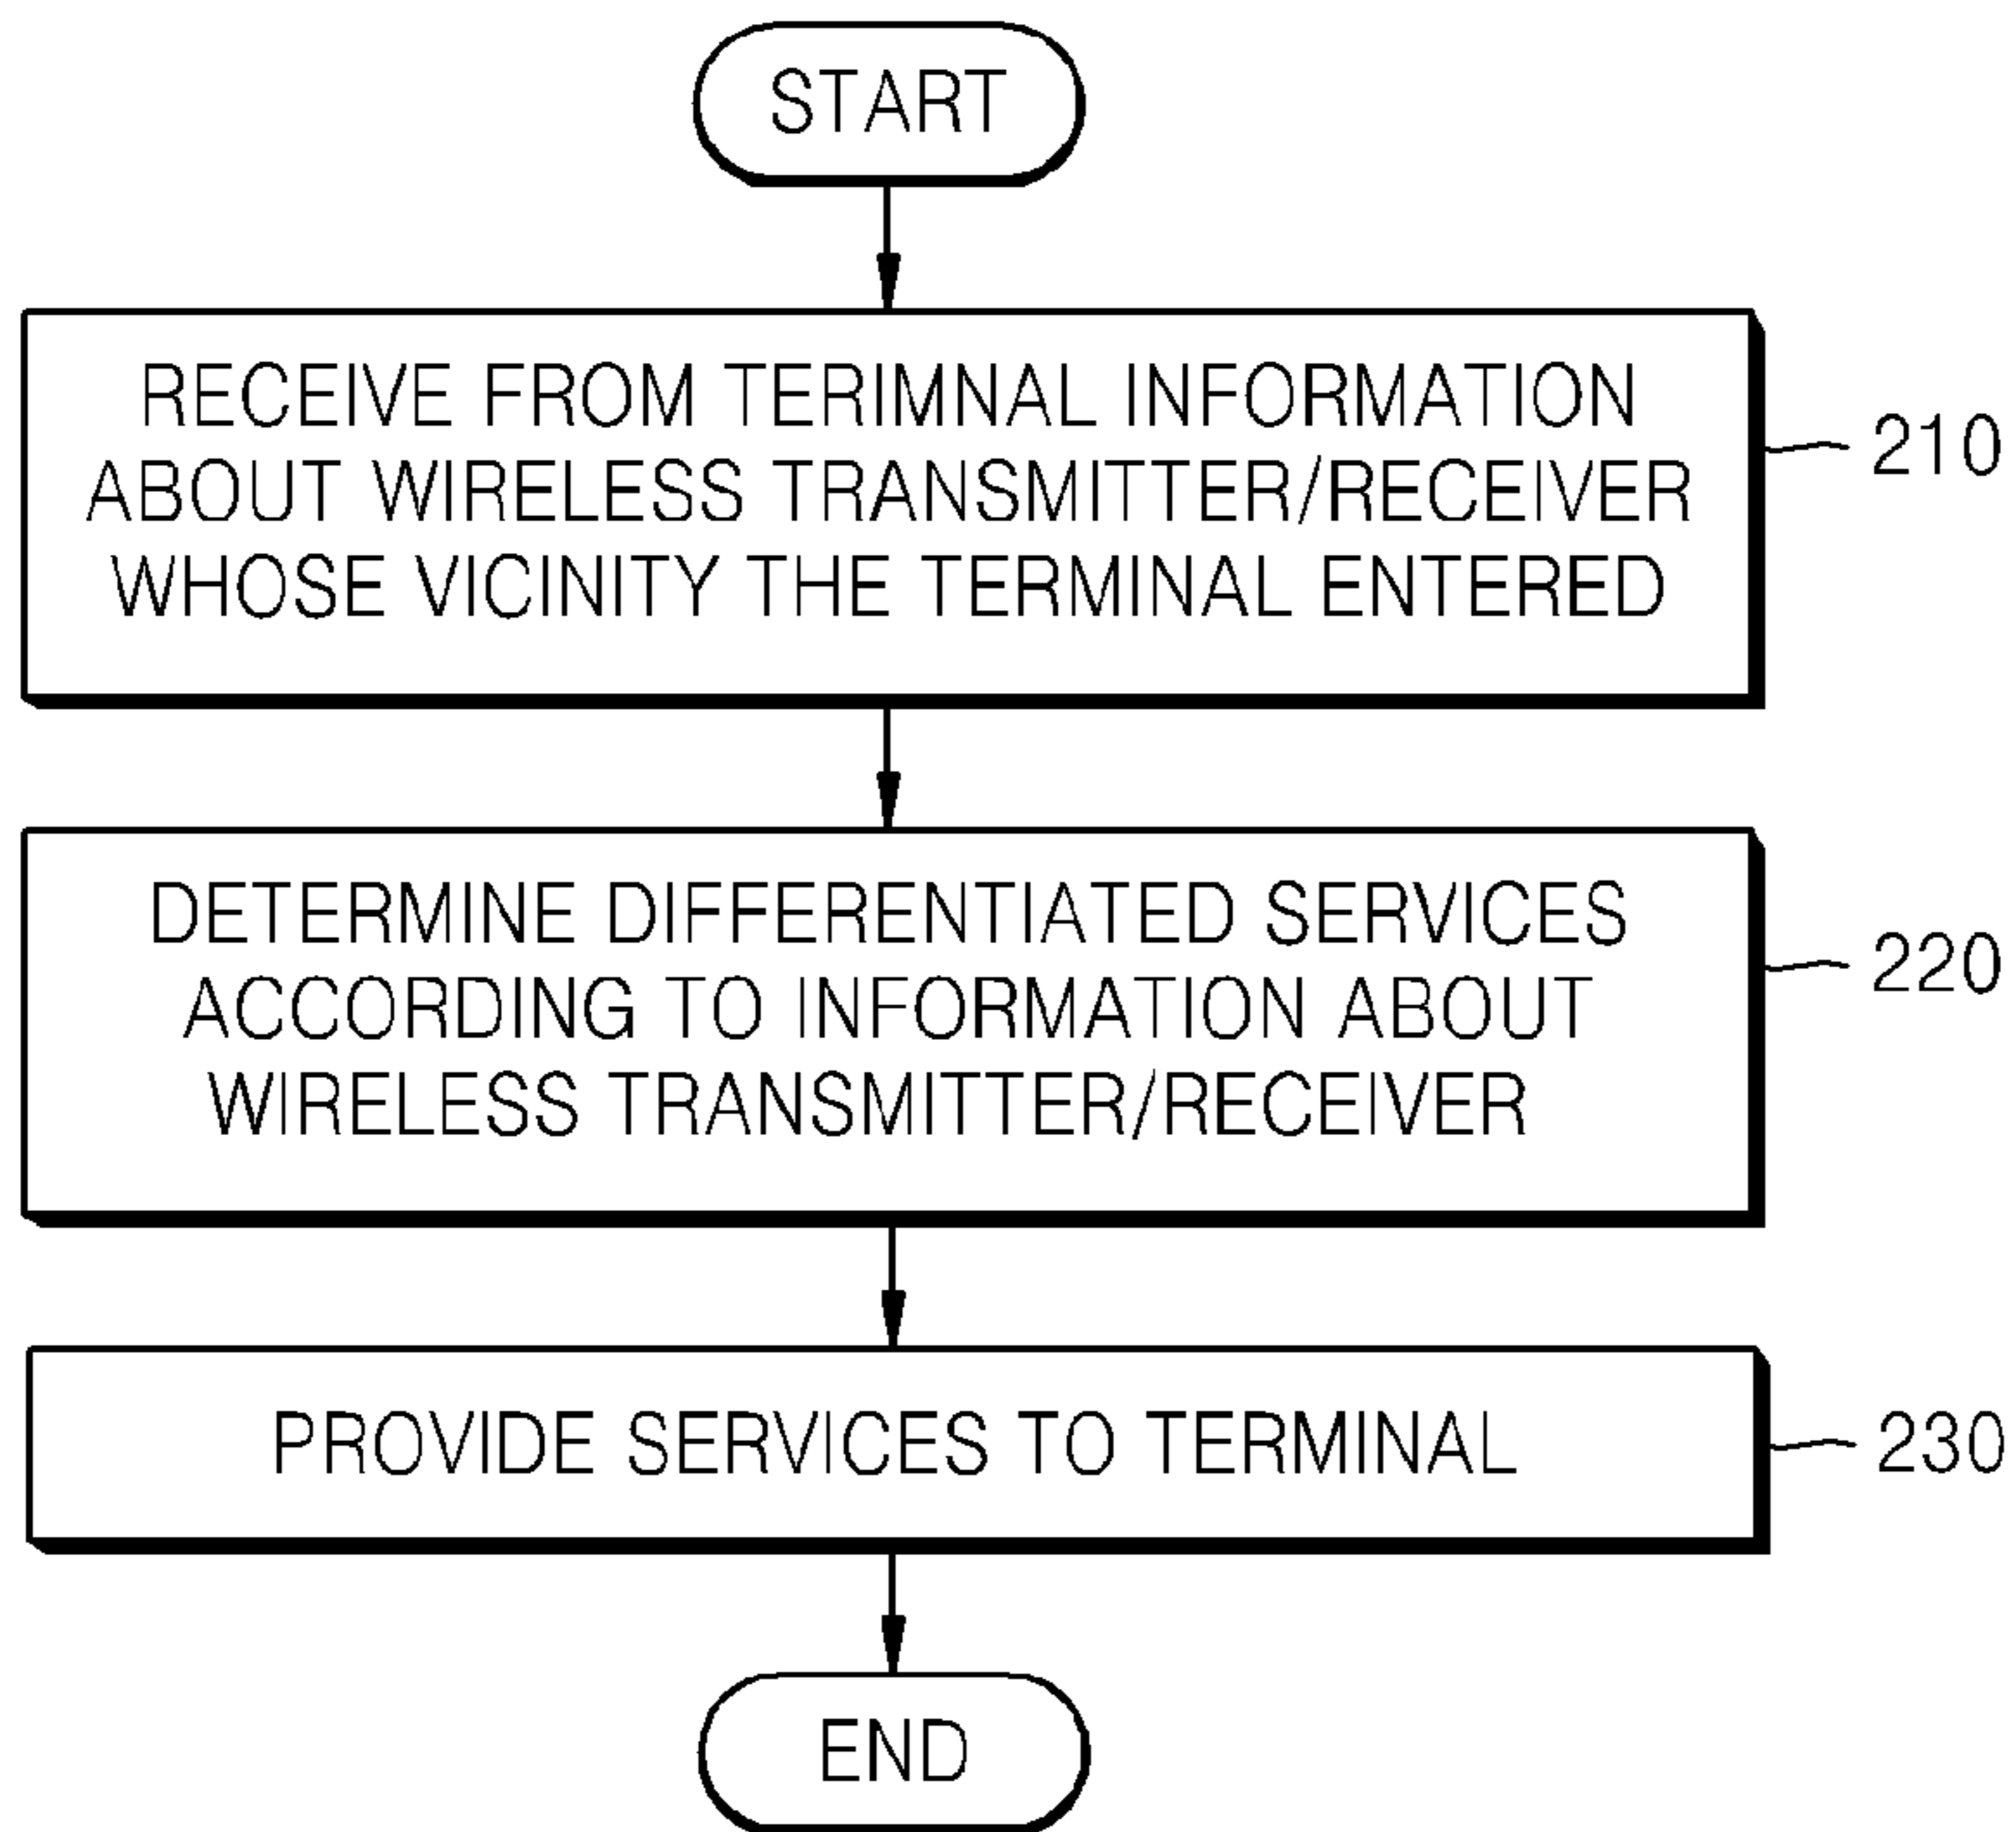 START
RECEIVE FROM TERIMNAL INFORMATION
ABOUT WIRELESS TRANSMITTER/RECEIVER
WHOSE VICINITY THE TERMINAL ENTERED
210
DETERMINE DIFFERENTIATED SERVICES
ACCORDING TO INFORMATION ABOUT
WIRELESS TRANSMITTER/RECEIVER
220
PROVIDE SERVICES TO TERMINAL
230
END